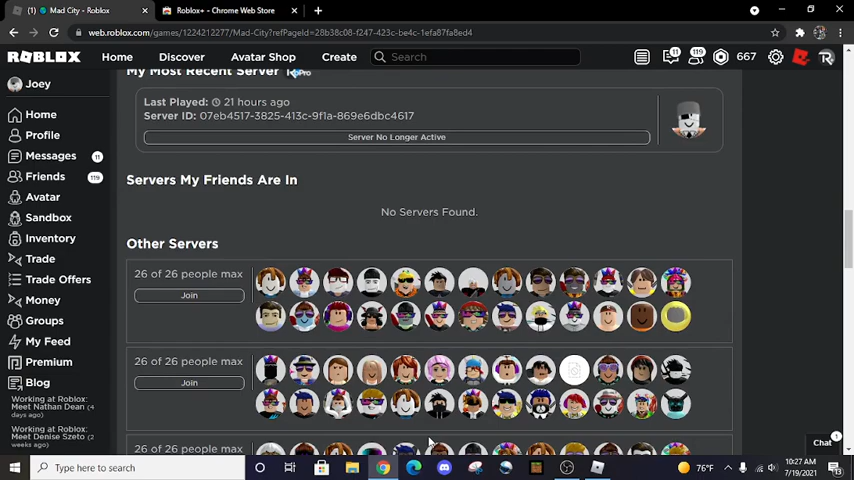 Mad City - Roblox
Roblox+ - Chrome Web Store
web.roblox.com/games/1224212277/Mad-City?refPageId=28b38c08-f247-423c-be4c-1efa87fa8ed4
ROBLOX Home Discover Avatar Shop Create Search 11 119 667
Joey
Home
Profile
Messages 11
Friends 119
Avatar
Sandbox
Inventory
Trade
Trade Offers
Money
Groups
My Feed
Premium
Blog
Working at Roblox:
Meet Nathan Dean (4
days ago)
Working at Roblox:
Meet Denise Szeto (2
weeks ago)
My Most Recent Server
Last Played: 21 hours ago
Server ID: 07eb4517-3825-413c-9f1a-869e6dbc4617
Server No Longer Active
Servers My Friends Are In
No Servers Found.
Other Servers
26 of 26 people max
Join
26 of 26 people max
Join
26 of 26 people max
Chat 1
Type here to search
76°F
10:27 AM
7/19/2021